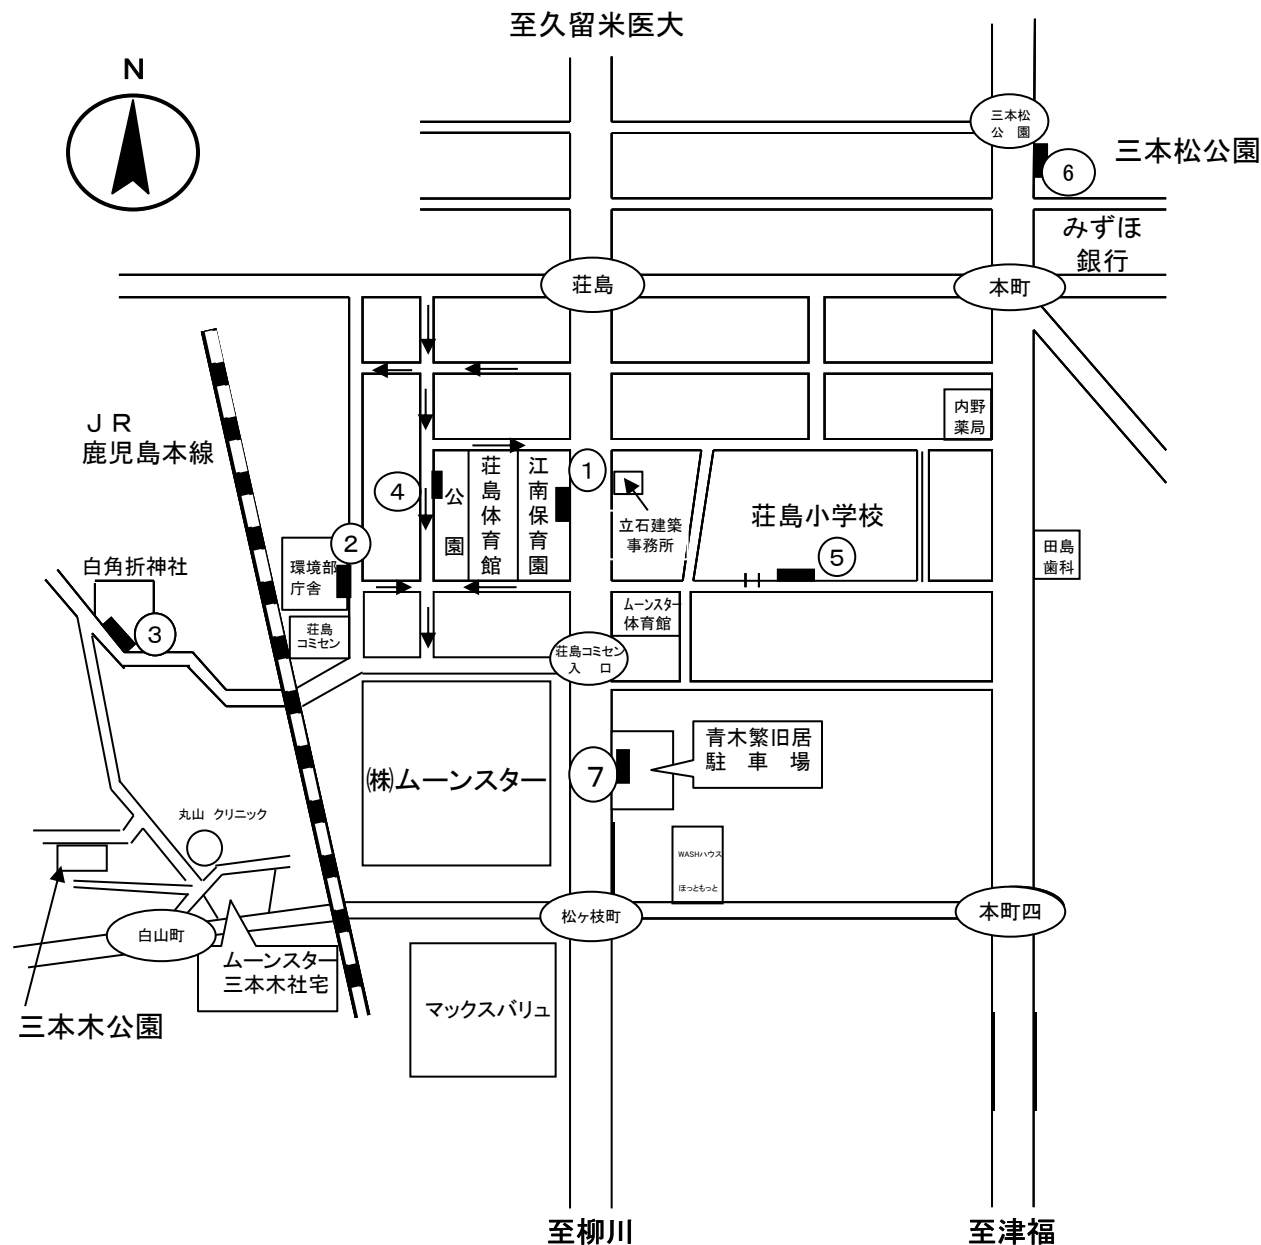 至久留米医大
N
三本松
公　園
三本松公園
⑥
みずほ
銀行
荘島
本町
ＪＲ
鹿児島本線
内野
薬局
①
④
公園
荘島体育館
江南保育園
立石建築
事務所
荘島小学校
⑤
②
環境部
庁舎
田島
歯科
白角折神社
③
荘島
コミセン
ムーンスター
体育館
荘島コミセン
入　口
青木繁旧居
駐　車　場
⑦
㈱ムーンスター
丸山　クリニック
WASHハウス
ほっともっと
白山町
松ヶ枝町
本町四
ムーンスター
三本木社宅
三本木公園
マックスバリュ
至柳川
至津福